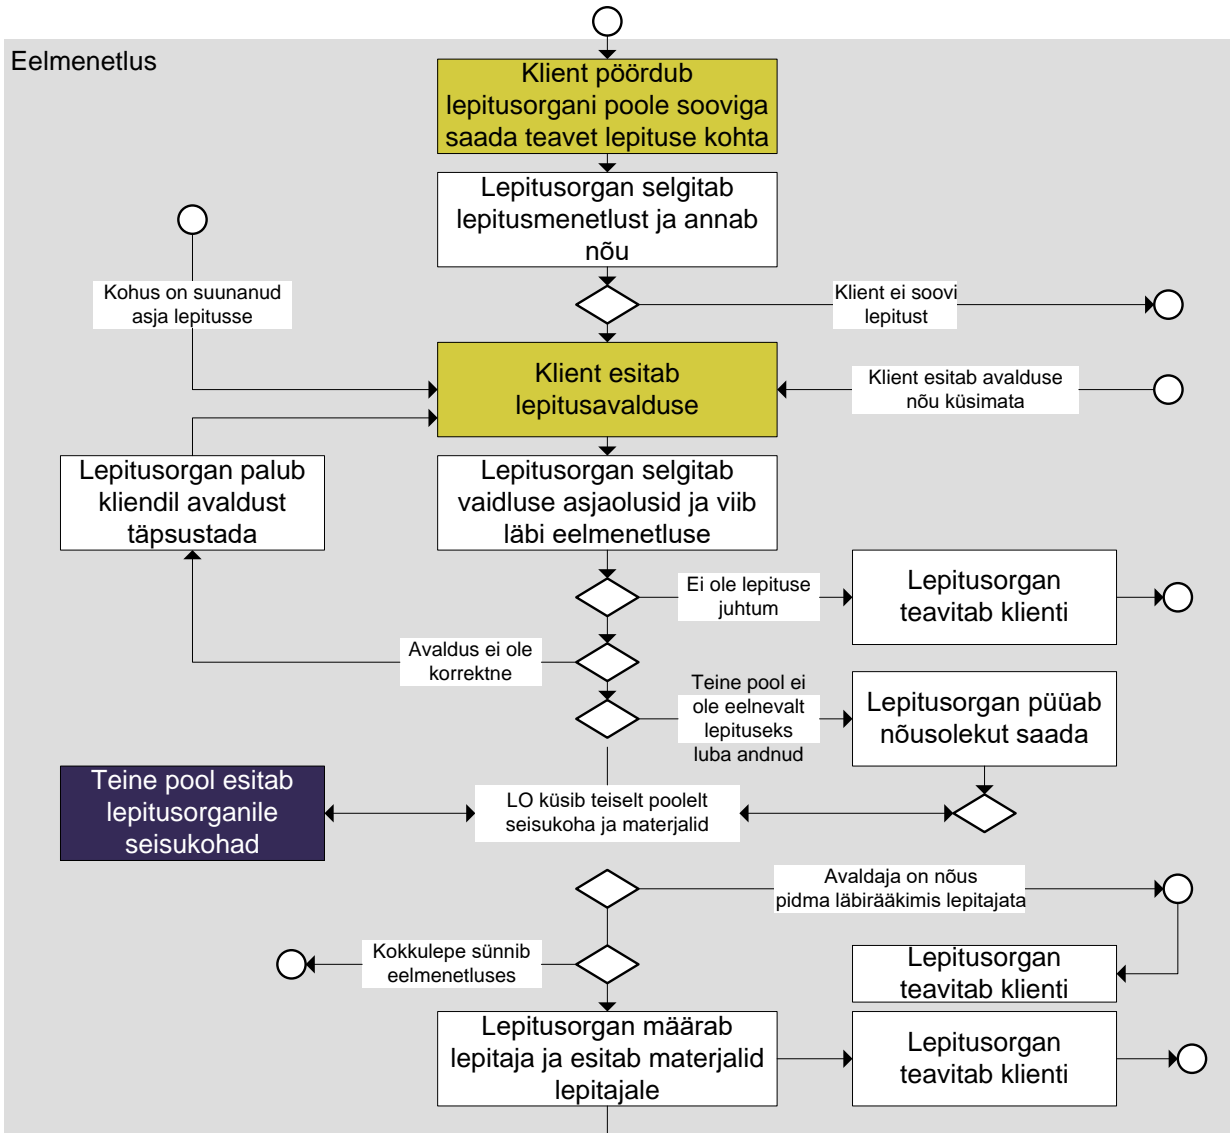 Eelmenetlus
Klient pöördub
lepitusorgani poole sooviga
saada teavet lepituse kohta
Lepitusorgan selgitab
lepitusmenetlust ja annab
nõu
Kohus on suunanud
asja lepitusse
Klient ei soovi
lepitust
Klient esitab
lepitusavalduse
Klient esitab avalduse
nõu küsimata
Lepitusorgan palub
kliendil avaldust
täpsustada
Lepitusorgan selgitab
vaidluse asjaolusid ja viib
läbi eelmenetluse
Ei ole lepituse
juhtum
Lepitusorgan
teavitab klienti
Avaldus ei ole
korrektne
Teine pool ei
ole eelnevalt
lepituseks
luba andnud
Lepitusorgan püüab
nõusolekut saada
Teine pool esitab
lepitusorganile
seisukohad
LO küsib teiselt poolelt
seisukoha ja materjalid
Avaldaja on nõus
pidma läbirääkimis lepitajata
Kokkulepe sünnib
eelmenetluses
Lepitusorgan
teavitab klienti
Lepitusorgan määrab
lepitaja ja esitab materjalid
lepitajale
Lepitusorgan
teavitab klienti